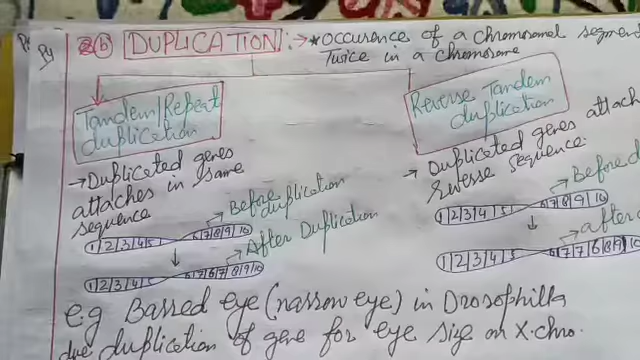 (b) DUPLICATION :→ *occurence of a chromosomal segmen
Twice in a chromosome
Tandem/Repeat
duplication
→ Duplicated genes
attaches in same
sequence
→ Before
duplication
1 2 3 4 5 6 7 8 9 10
→ After Duplication
1 2 3 4 5 6 7 6 7 8 9 10
Reverse Tandem
duplication
→ Duplicated genes attach
reverse sequence.
→ Before d
1 2 3 4 5 6 7 8 9 10
→ after d
1 2 3 4 5 6 7 7 6 8 9 10
e.g Barred eye (narrow eye) in Drosophilla
due duplication of gene for eye size on X.chro.